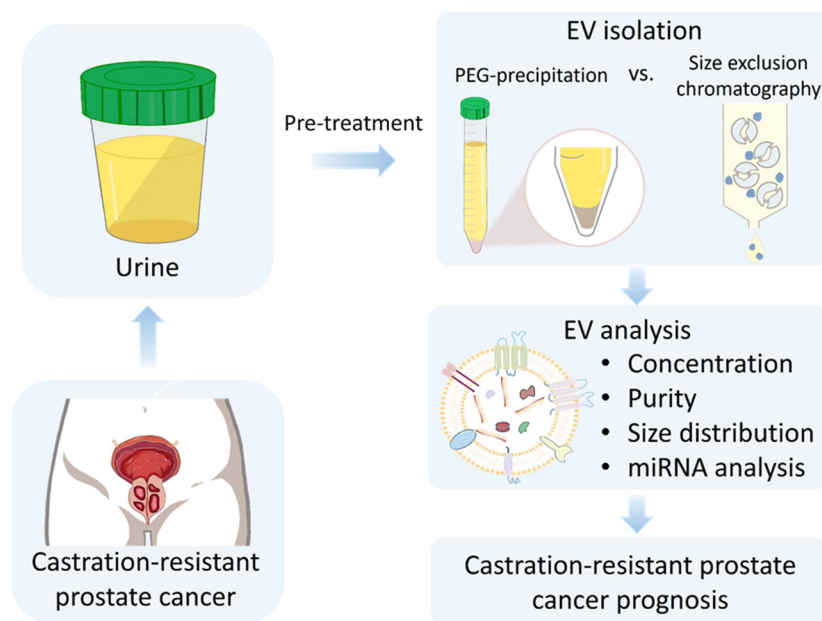 Urine
Castration-resistant
prostate cancer
Pre-treatment
EV isolation
PEG-precipitation
vs.
Size exclusion
chromatography
EV analysis
• Concentration
• Purity
• Size distribution
• miRNA analysis
Castration-resistant prostate
cancer prognosis